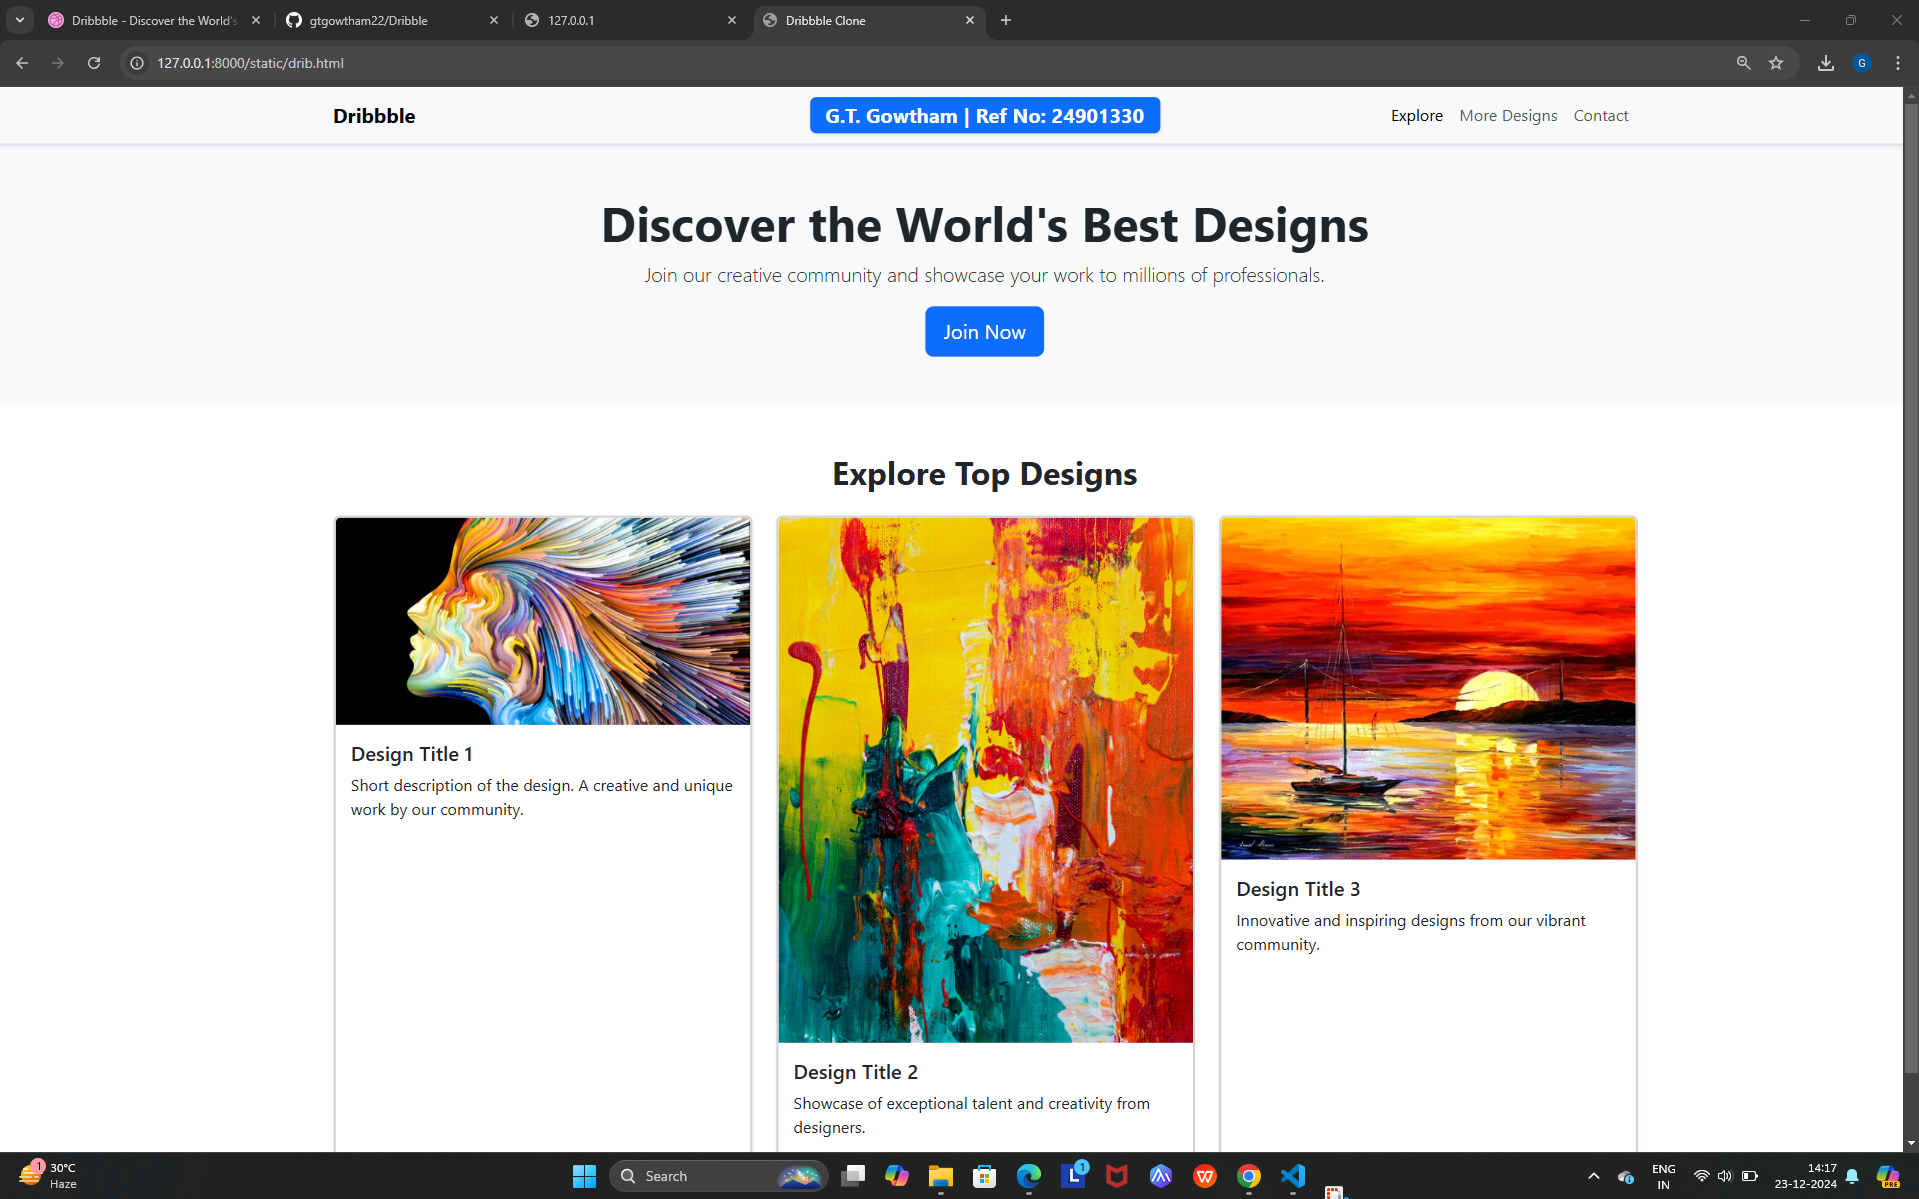 Dribbble - Discover the World's
gtgowtham22/Dribble
127.0.0.1
Dribbble Clone
127.0.0.1:8000/static/drib.html
G
Dribbble
G.T. Gowtham | Ref No: 24901330
Explore
More Designs
Contact
Discover the World's Best Designs
Join our creative community and showcase your work to millions of professionals.
Join Now
Explore Top Designs
Design Title 1
Short description of the design. A creative and unique
work by our community.
Design Title 2
Showcase of exceptional talent and creativity from
designers.
Design Title 3
Innovative and inspiring designs from our vibrant
community.
1
30°C
Haze
Search
L
1
W
ENG
IN
14:17
23-12-2024
PRE